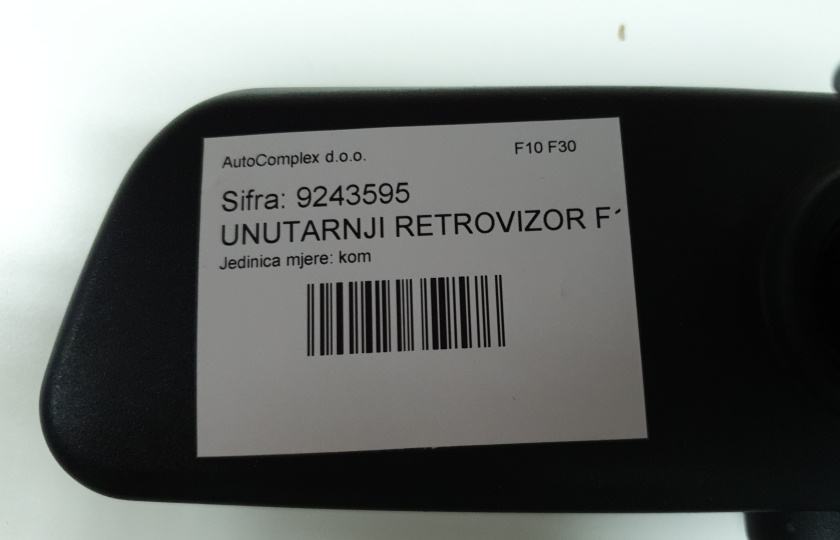 AutoComplex d.o.o. F10 F30
Sifra: 9243595
UNUTARNJI RETROVIZOR
Jedinica mjere: kom